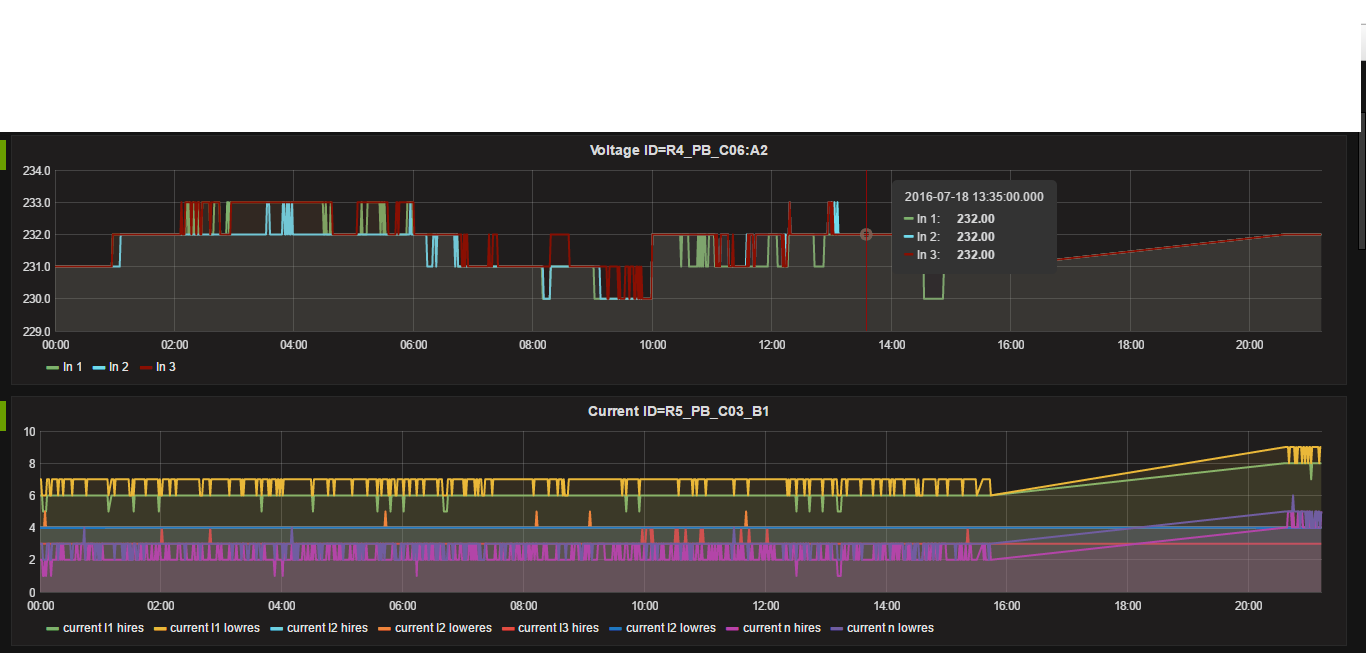 Voltage ID=R4_PB_C06:A2
234.0
233.0
232.0
231.0
230.0
229.0
2016-07-18 13:35:00.000
ln 1: 232.00
ln 2: 232.00
ln 3: 232.00
00:00 02:00 04:00 06:00 08:00 10:00 12:00 14:00 16:00 18:00 20:00
ln 1 ln 2 ln 3
Current ID=R5_PB_C03_B1
10
8
6
4
2
0
00:00 02:00 04:00 06:00 08:00 10:00 12:00 14:00 16:00 18:00 20:00
current l1 hires current l1 lowres current l2 hires current l2 loweres current l3 hires current l2 lowres current n hires current n lowres